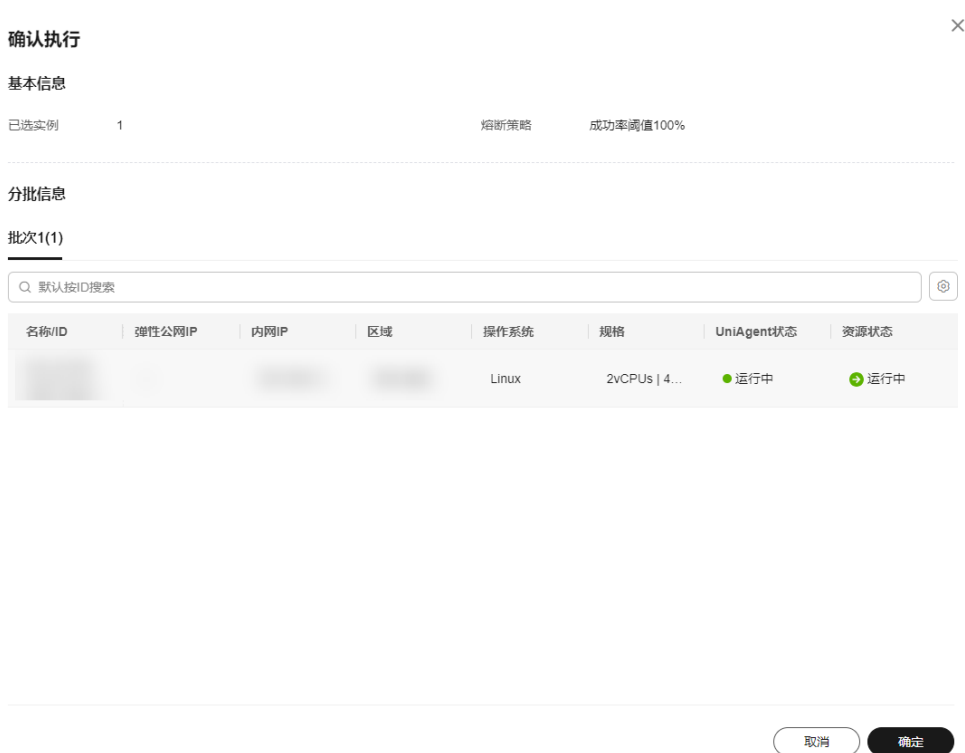 确认执行
基本信息
已选实例 1 熔断策略 成功率阈值100%
分批信息
批次1(1)
默认按ID搜索
名称/ID 弹性公网IP 内网IP 区域 操作系统 规格 UniAgent状态 资源状态
Linux 2vCPUs | 4... 运行中 运行中
取消 确定